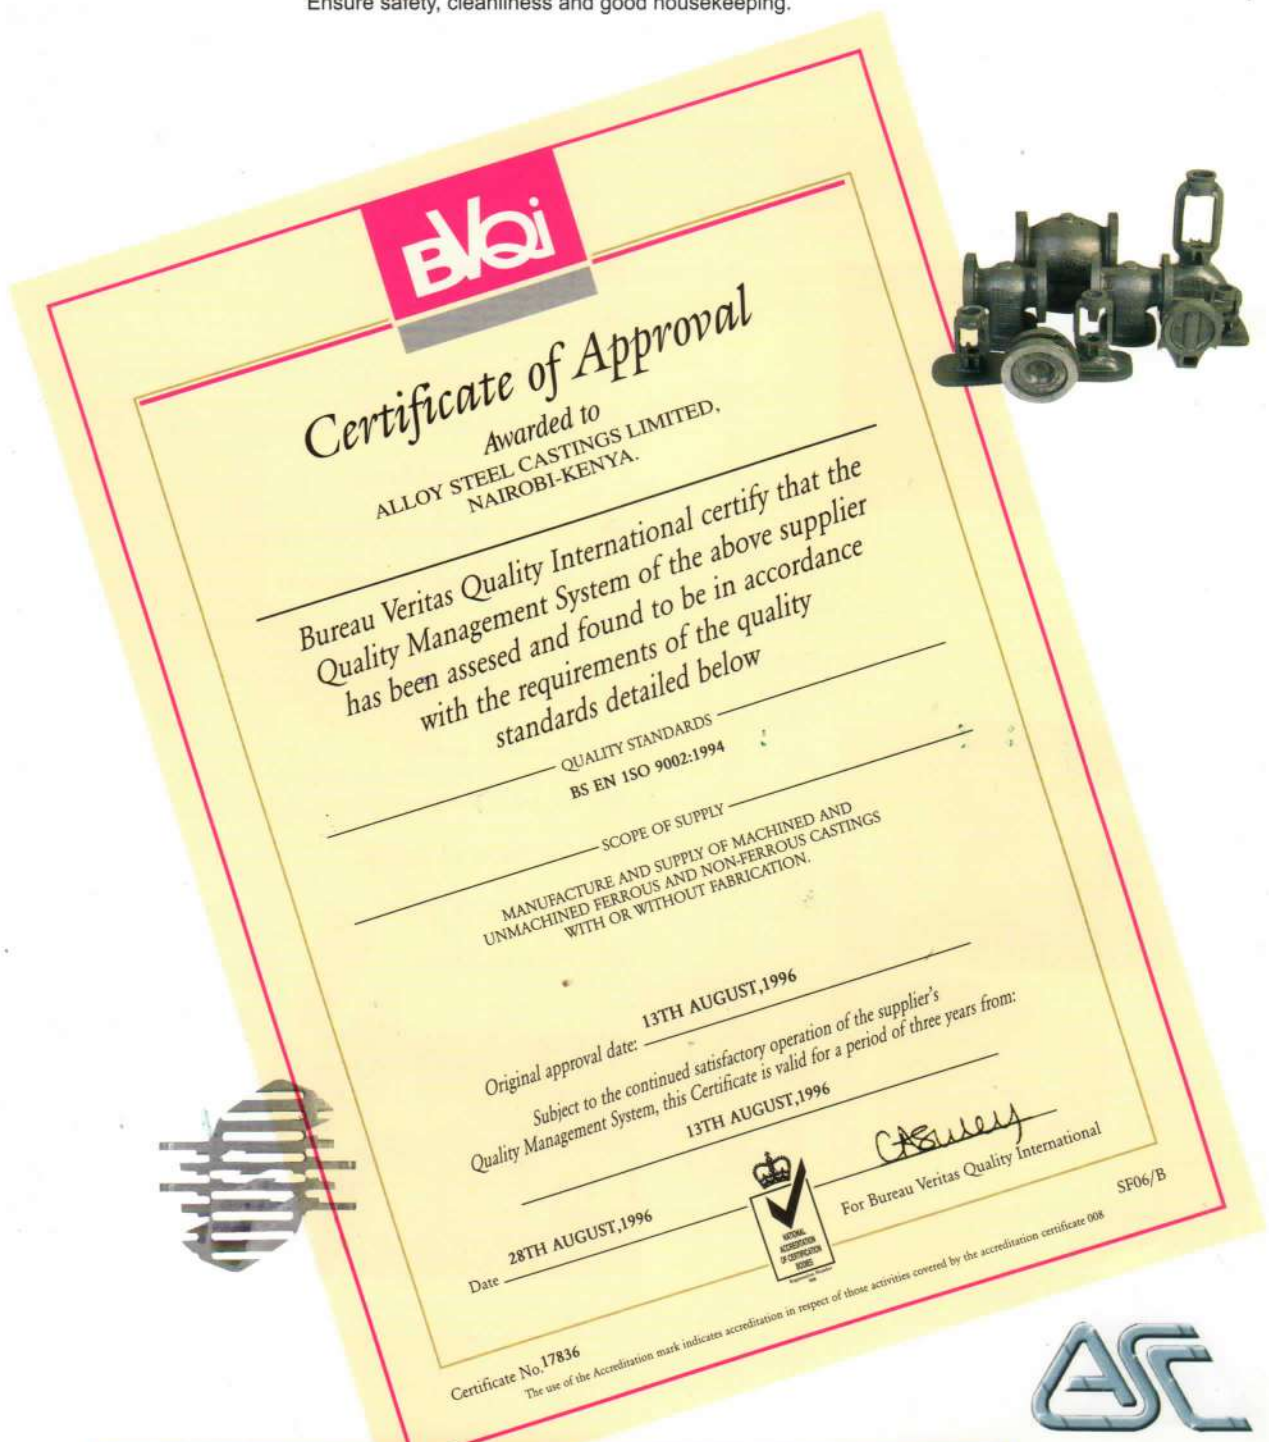 Ensure safety, cleanliness and good housekeeping.
BVQi
Certificate of Approval
Awarded to
ALLOY STEEL CASTINGS LIMITED,
NAIROBI-KENYA.
Bureau Veritas Quality International certify that the
Quality Management System of the above supplier
has been assesed and found to be in accordance
with the requirements of the quality
standards detailed below
QUALITY STANDARDS
BS EN 1SO 9002:1994
SCOPE OF SUPPLY
MANUFACTURE AND SUPPLY OF MACHINED AND
UNMACHINED FERROUS AND NON-FERROUS CASTINGS
WITH OR WITHOUT FABRICATION.
Original approval date: 13TH AUGUST,1996
Subject to the continued satisfactory operation of the supplier's
Quality Management System, this Certificate is valid for a period of three years from:
13TH AUGUST,1996
For Bureau Veritas Quality International
Date 28TH AUGUST,1996
NATIONAL
ACCREDITATION
OF CERTIFICATION
BODIES
SF06/B
Certificate No.17836
The use of the Accreditation mark indicates accreditation in respect of those activities covered by the accreditation certificate 008
ASC